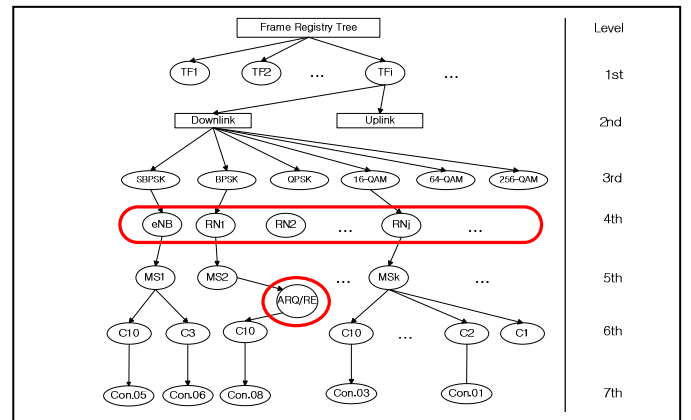 Frame Registry Tree Level
TF1 TF2 ... TFi ... 1st
Downlink Uplink 2nd
SBPSK BPSK QPSK 16-QAM 64-QAM 256-QAM 3rd
eNB RN1 RN2 ... RNj ... 4th
MS1 MS2 ... MSk ... 5th
ARQ/RE
C10 C3 C10 C10 ... C2 C1 6th
Con.05 Con.06 Con.08 Con.03 Con.01 7th